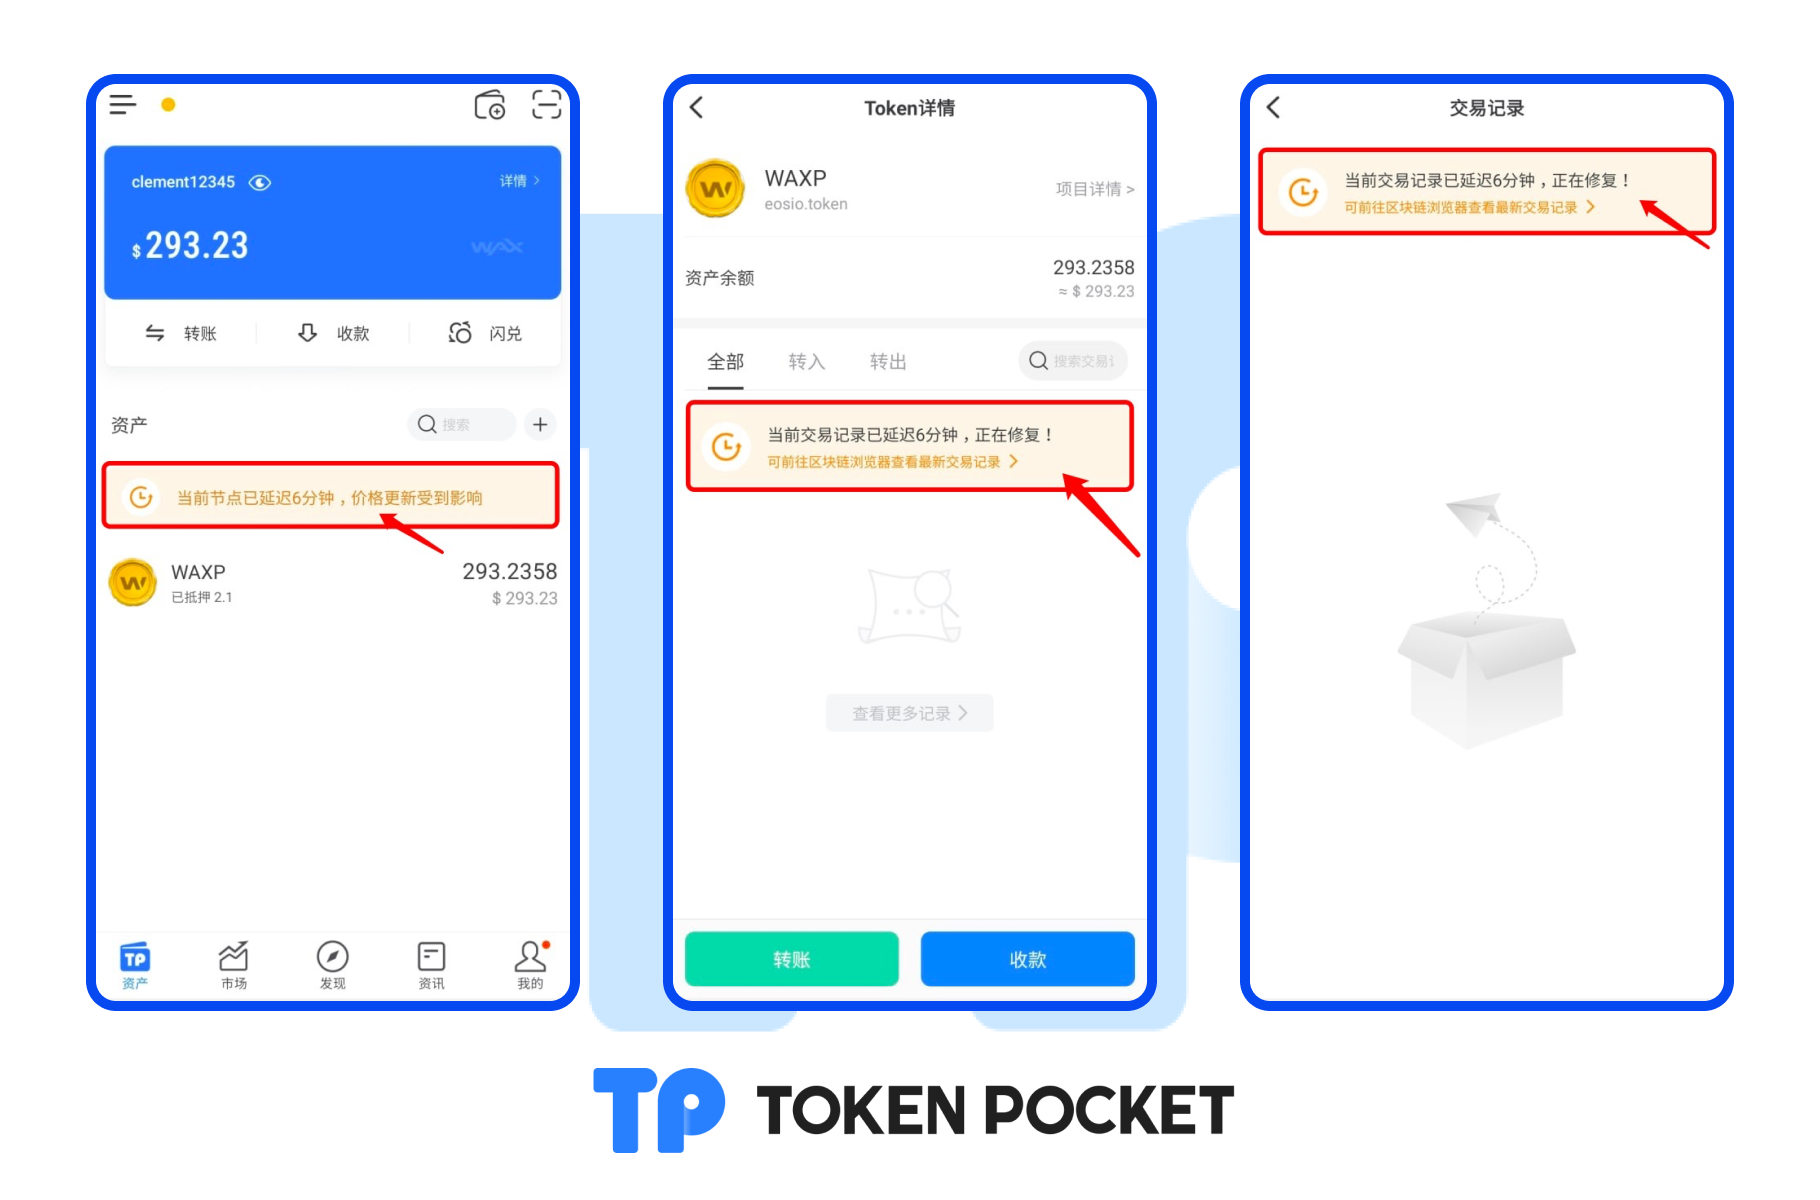 clement12345
详情 >
$ 293.23
WAX
转账
收款
闪兑
资产
搜索
当前节点已延迟6分钟，价格更新受到影响
WAXP
293.2358
已抵押 2.1
$ 293.23
TP
资产
市场
发现
资讯
我的
Token详情
WAXP
eosio.token
项目详情 >
资产余额
293.2358
≈ $ 293.23
全部
转入
转出
搜索交易
当前交易记录已延迟6分钟，正在修复！
可前往区块链浏览器查看最新交易记录 >
查看更多记录 >
转账
收款
交易记录
当前交易记录已延迟6分钟，正在修复！
可前往区块链浏览器查看最新交易记录 >
TP TOKEN POCKET